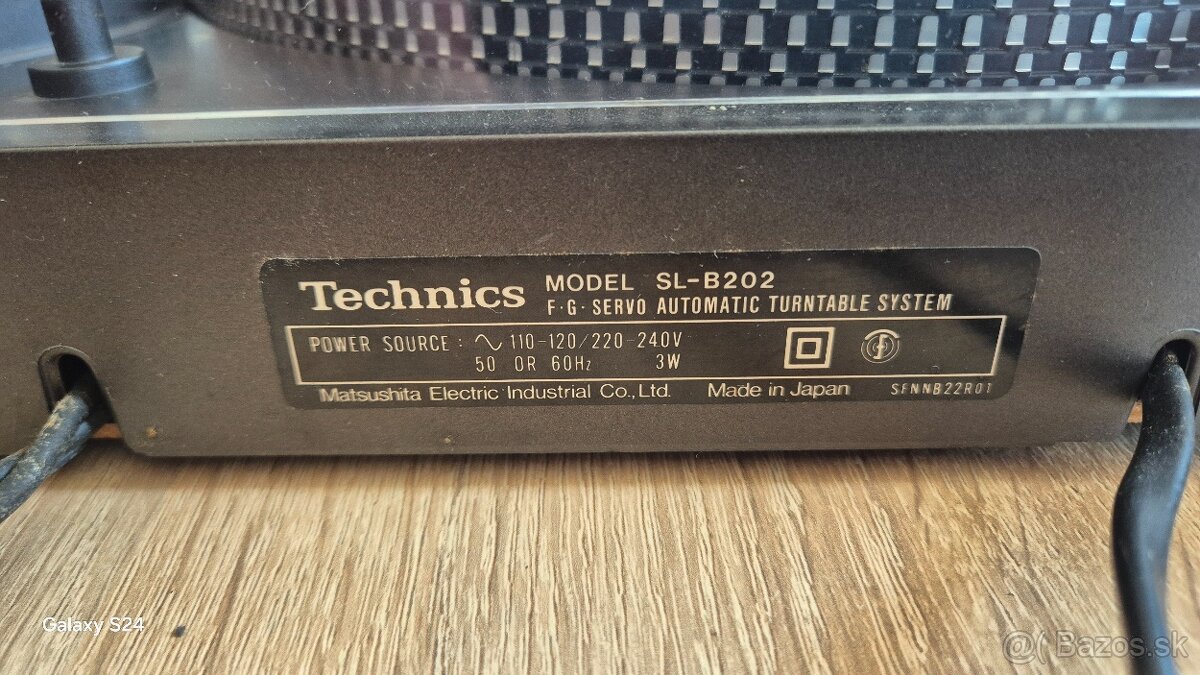 Technics MODEL SL-B202
F·G· SERVO AUTOMATIC TURNTABLE SYSTEM
POWER SOURCE : ∿ 110-120/220-240V
50 OR 60Hz 3W
Matsushita Electric Industrial Co., Ltd. Made in Japan SFNNB22R01
Galaxy S24
@( Bazos.sk